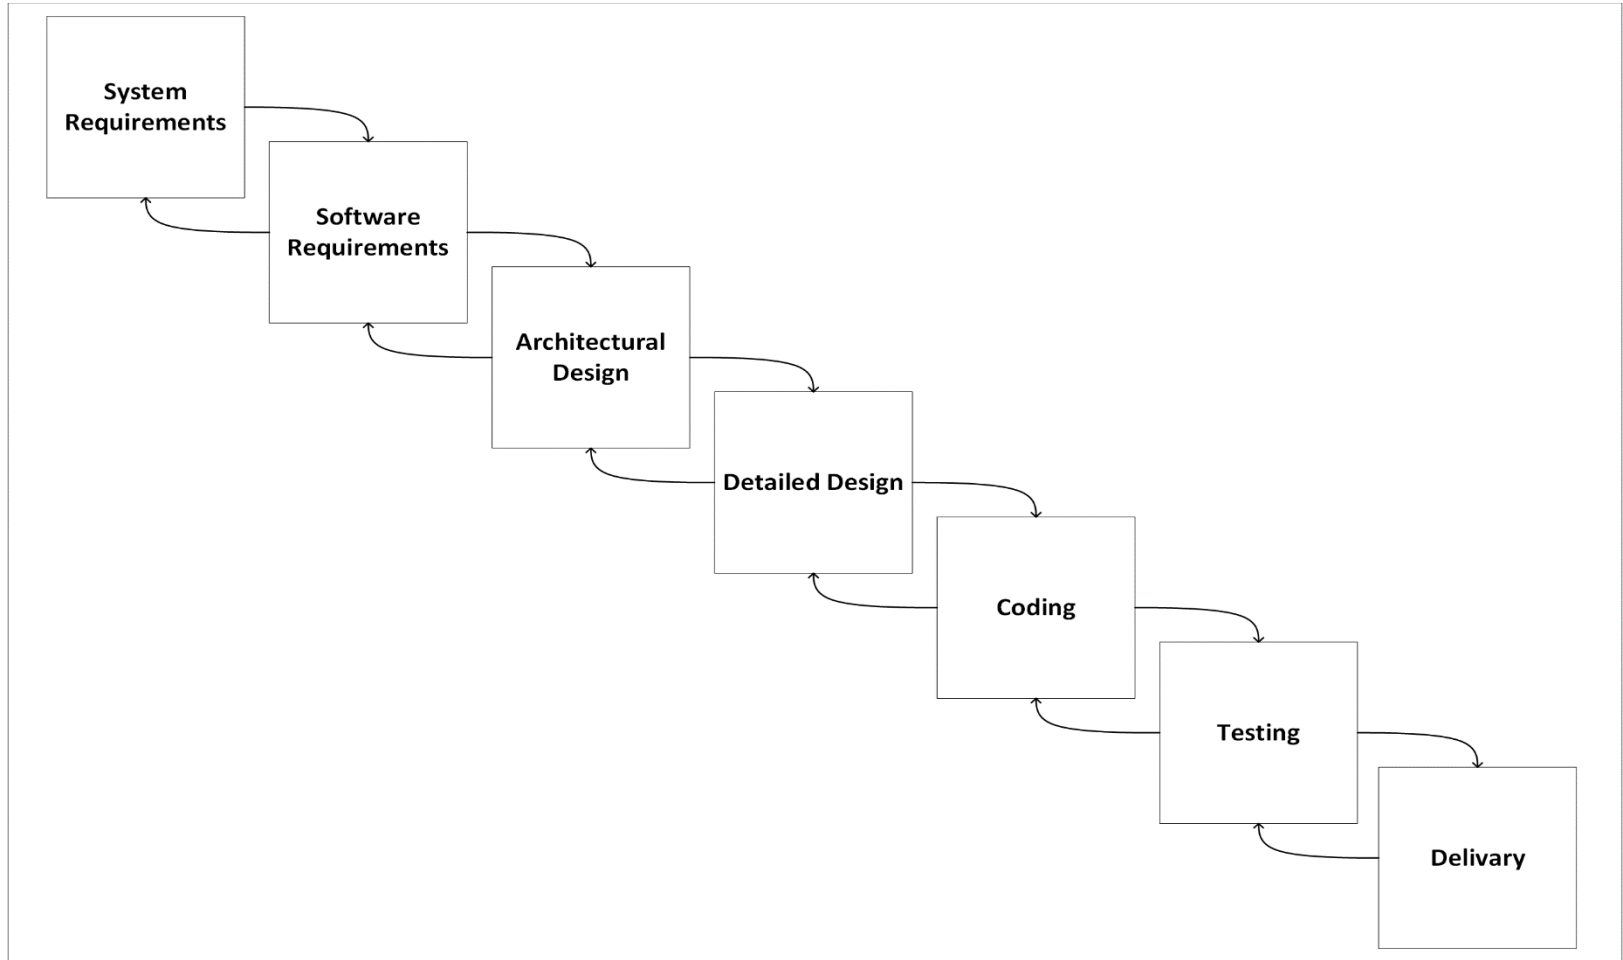 System
Requirements
Software
Requirements
Architectural
Design
Detailed Design
Coding
Testing
Delivary